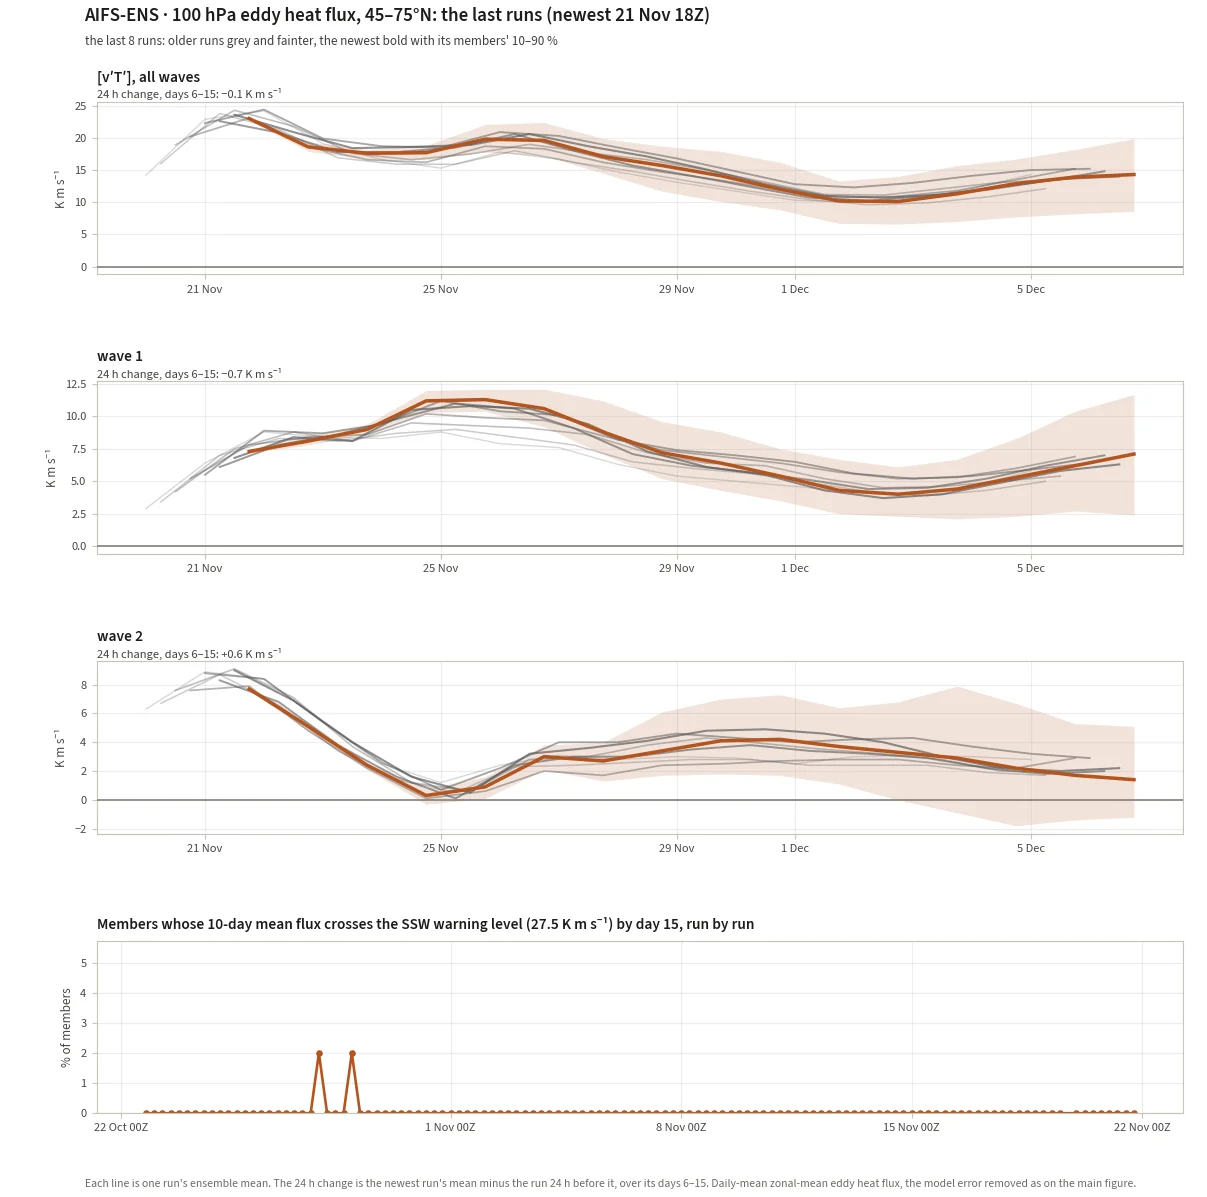 AIFS-ENS · 100 hPa eddy heat flux, 45–75°N: the last runs (newest 21 Nov 18Z)
the last 8 runs: older runs grey and fainter, the newest bold with its members' 10–90 %
[v′T′], all waves
24 h change, days 6–15: −0.1 K m s⁻¹
25
20
15
10
5
0
K m s⁻¹
21 Nov
25 Nov
29 Nov
1 Dec
5 Dec
wave 1
24 h change, days 6–15: −0.7 K m s⁻¹
12.5
10.0
7.5
5.0
2.5
0.0
K m s⁻¹
21 Nov
25 Nov
29 Nov
1 Dec
5 Dec
wave 2
24 h change, days 6–15: +0.6 K m s⁻¹
8
6
4
2
0
−2
K m s⁻¹
21 Nov
25 Nov
29 Nov
1 Dec
5 Dec
Members whose 10-day mean flux crosses the SSW warning level (27.5 K m s⁻¹) by day 15, run by run
5
4
3
2
1
0
% of members
22 Oct 00Z
1 Nov 00Z
8 Nov 00Z
15 Nov 00Z
22 Nov 00Z
Each line is one run's ensemble mean. The 24 h change is the newest run's mean minus the run 24 h before it, over its days 6–15. Daily-mean zonal-mean eddy heat flux, the model error removed as on the main figure.